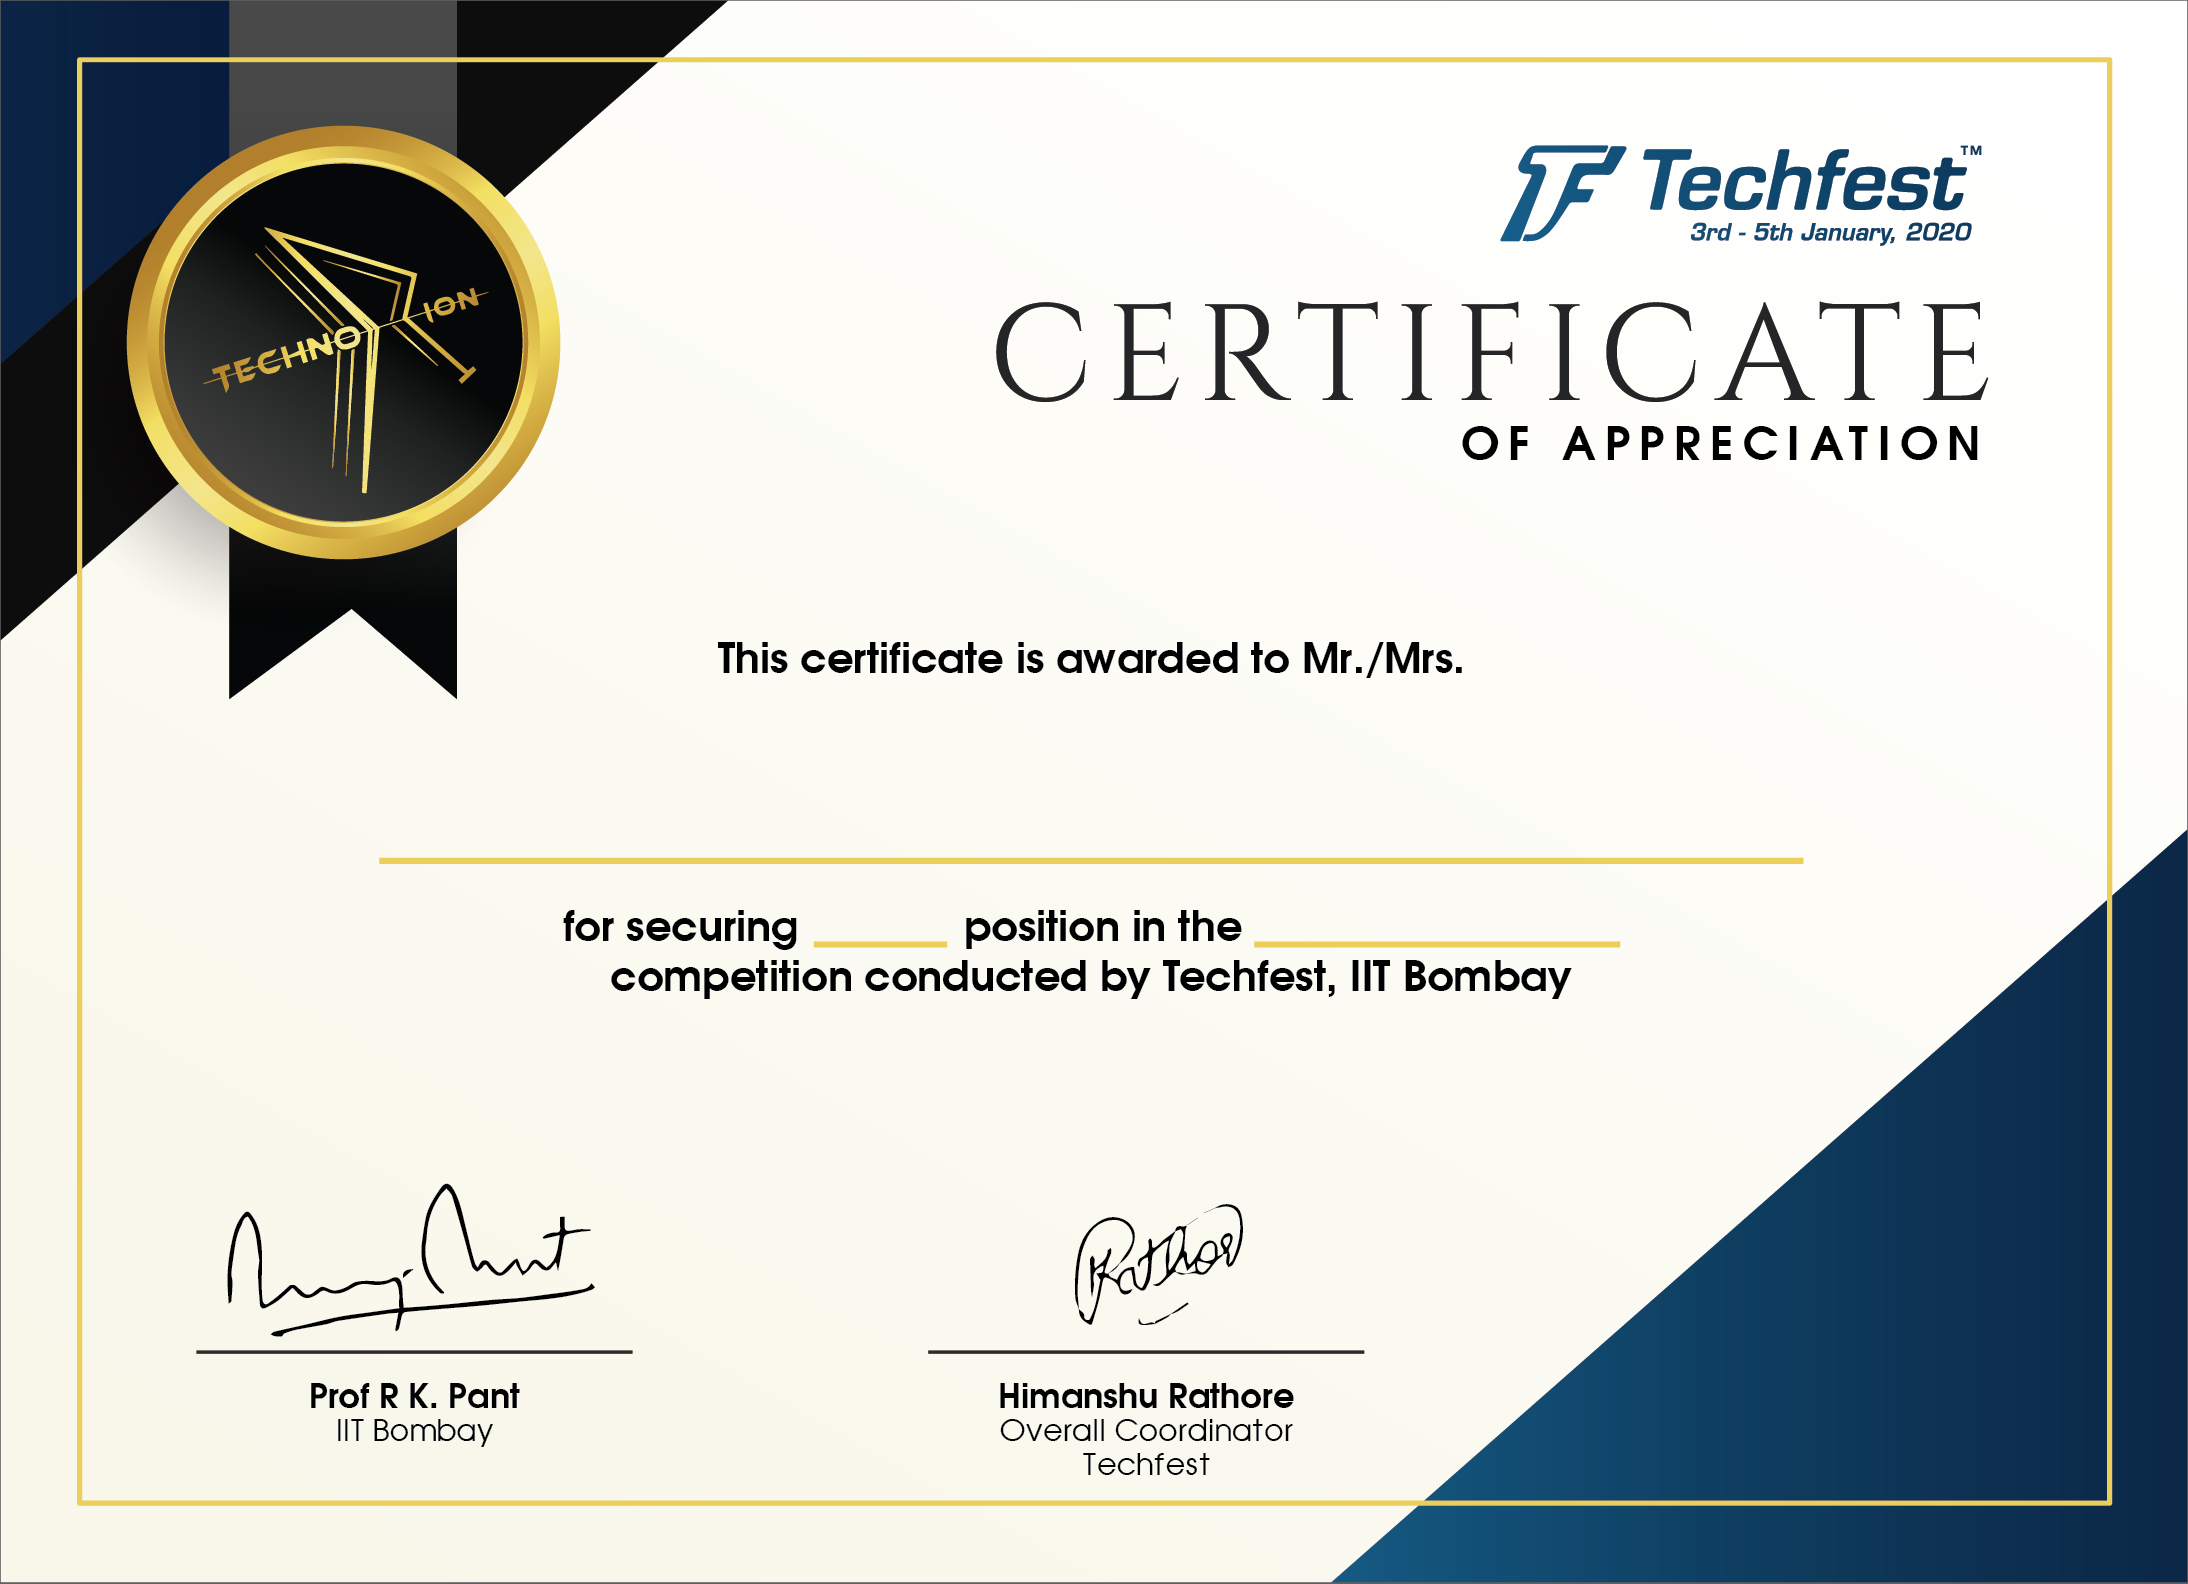 TECHNO ION
Techfest™
3rd - 5th January, 2020
CERTIFICATE
OF APPRECIATION
This certificate is awarded to Mr./Mrs.
for securing ______ position in the ______________
competition conducted by Techfest, IIT Bombay
Rathor
Prof R K. Pant
IIT Bombay
Himanshu Rathore
Overall Coordinator
Techfest